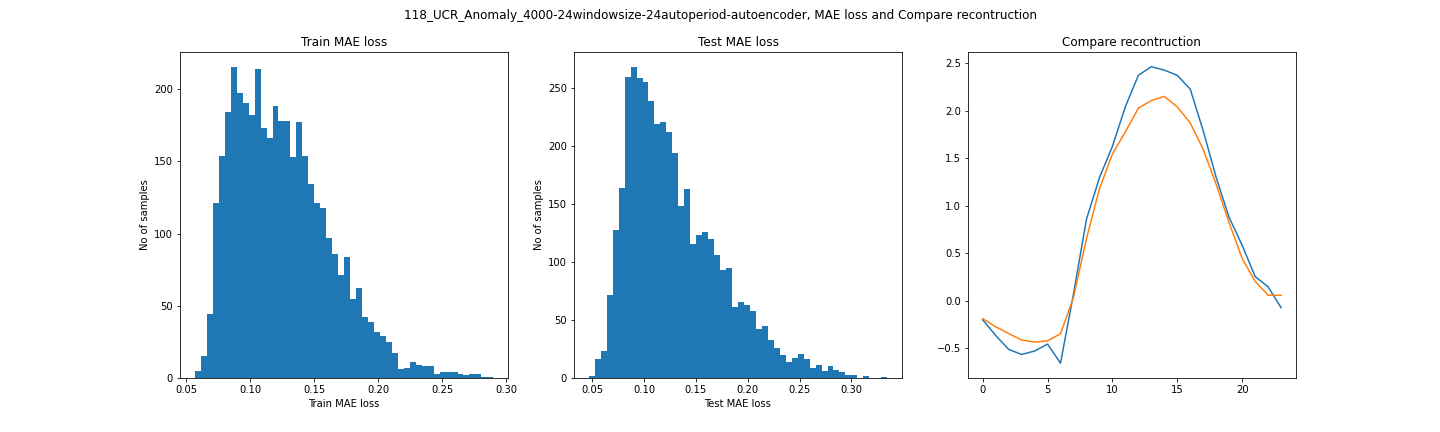 118_UCR_Anomaly_4000-24windowsize-24autoperiod-autoencoder, MAE loss and Compare recontruction
Train MAE loss
No of samples
200
150
100
50
0
0.05 0.10 0.15 0.20 0.25 0.30
Train MAE loss
Test MAE loss
No of samples
250
200
150
100
50
0
0.05 0.10 0.15 0.20 0.25 0.30
Test MAE loss
Compare recontruction
2.5
2.0
1.5
1.0
0.5
0.0
−0.5
0 5 10 15 20